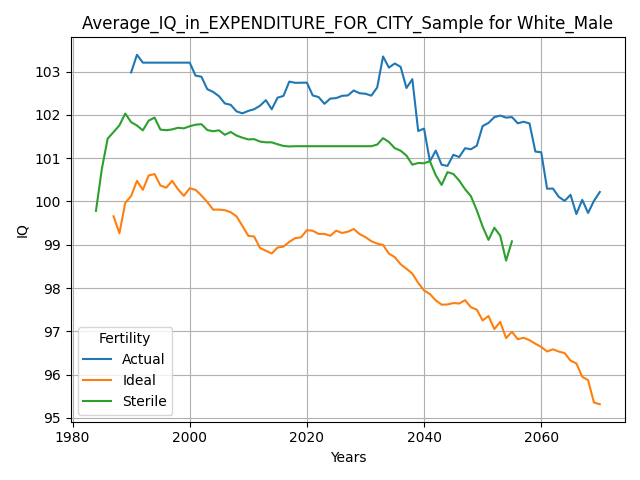 Average_IQ_in_EXPENDITURE_FOR_CITY_Sample for White_Male
IQ
103
102
101
100
99
98
97
96
95
Fertility
Actual
Ideal
Sterile
1980
2000
2020
2040
2060
Years